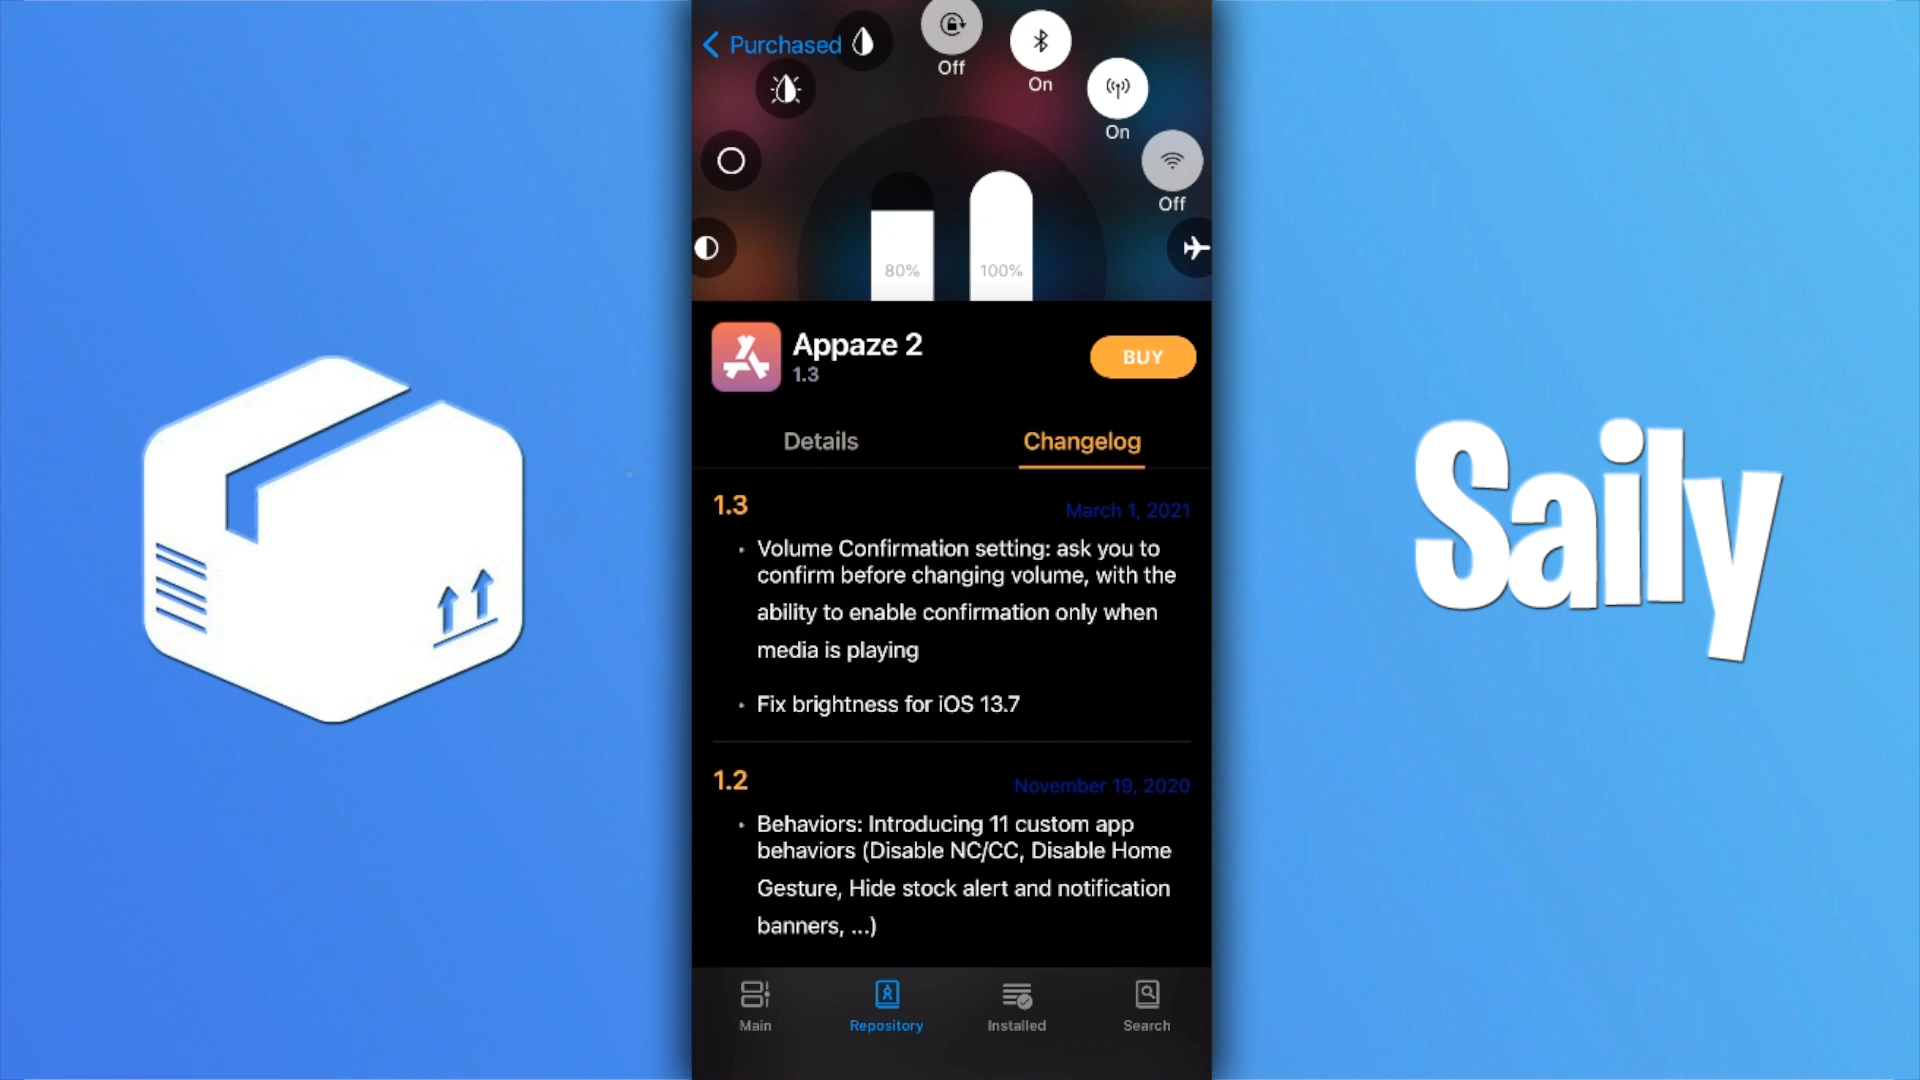 Purchased
Off
On
On
Off
80%
100%
Appaze 2
1.3
BUY
Details
Changelog
1.3
March 1, 2021
• Volume Confirmation setting: ask you to
confirm before changing volume, with the
ability to enable confirmation only when
media is playing
• Fix brightness for iOS 13.7
1.2
November 19, 2020
• Behaviors: Introducing 11 custom app
behaviors (Disable NC/CC, Disable Home
Gesture, Hide stock alert and notification
banners, ...)
Main
Repository
Installed
Search
Saily